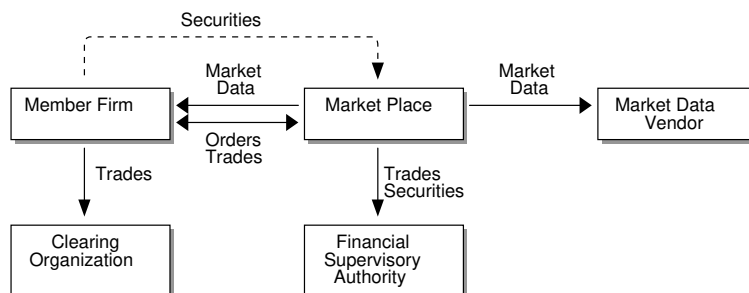 Securities
Market
Data
Market
Data
Member Firm
Market Place
Market Data
Vendor
Orders
Trades
Trades
Trades
Securities
Clearing
Organization
Financial
Supervisory
Authority